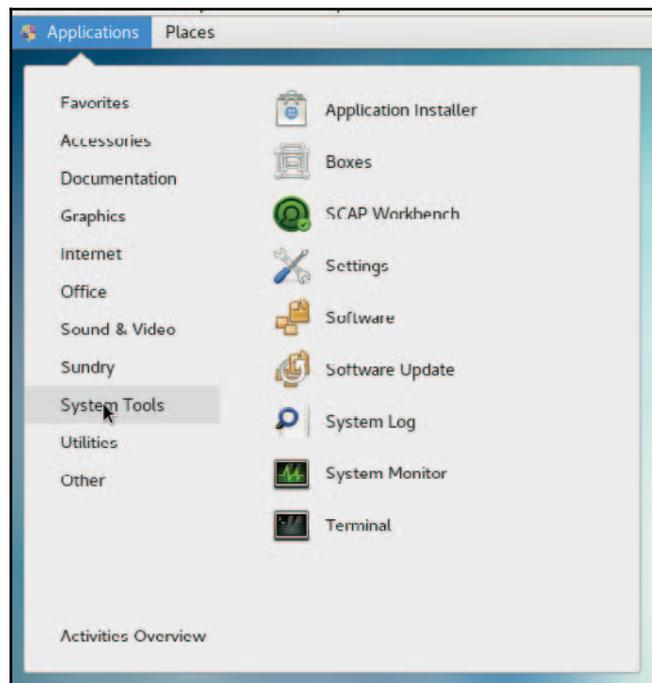 Applications Places
Favorites
Accessories
Documentation
Graphics
Internet
Office
Sound & Video
Sundry
System Tools
Utilities
Other
Activities Overview
Application Installer
Boxes
SCAP Workbench
Settings
Software
Software Update
System Log
System Monitor
Terminal